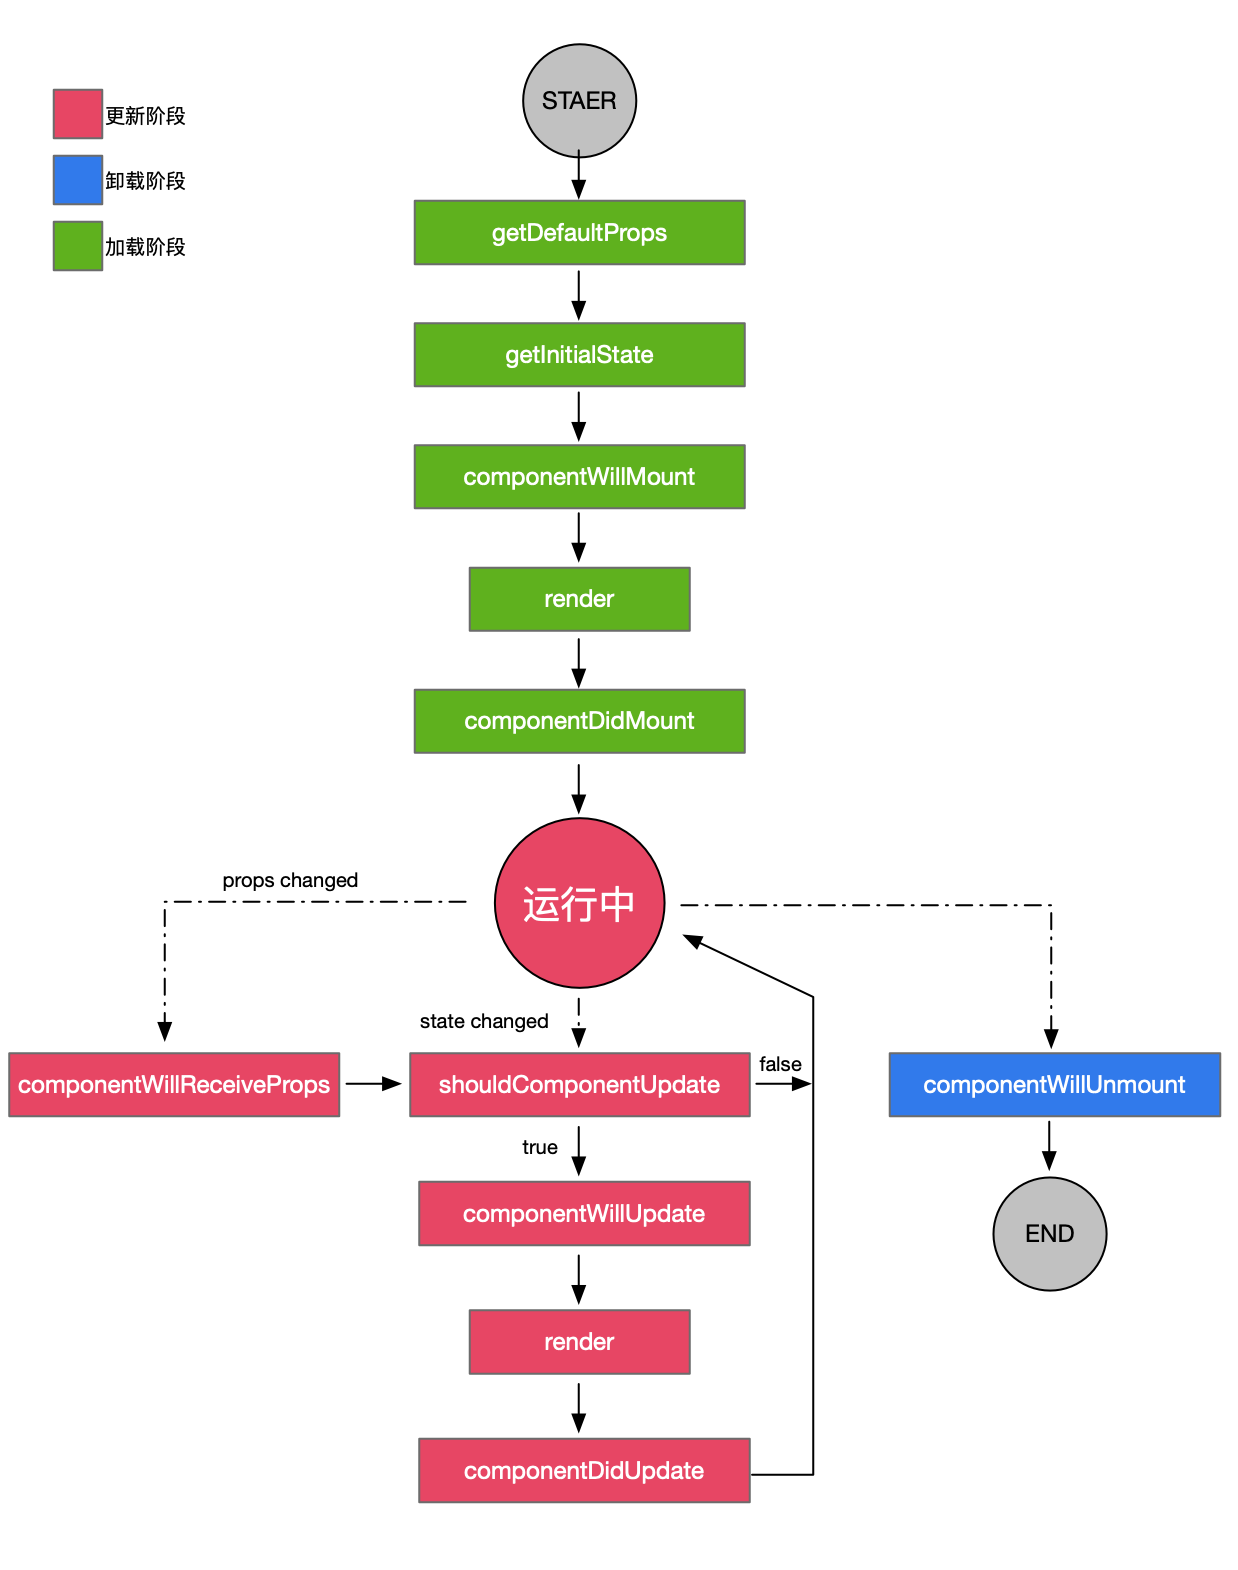 STAER
更新阶段
卸载阶段
加载阶段
getDefaultProps
getInitialState
componentWillMount
render
componentDidMount
运行中
props changed
state changed
componentWillReceiveProps
shouldComponentUpdate
false
componentWillUnmount
true
componentWillUpdate
END
render
componentDidUpdate